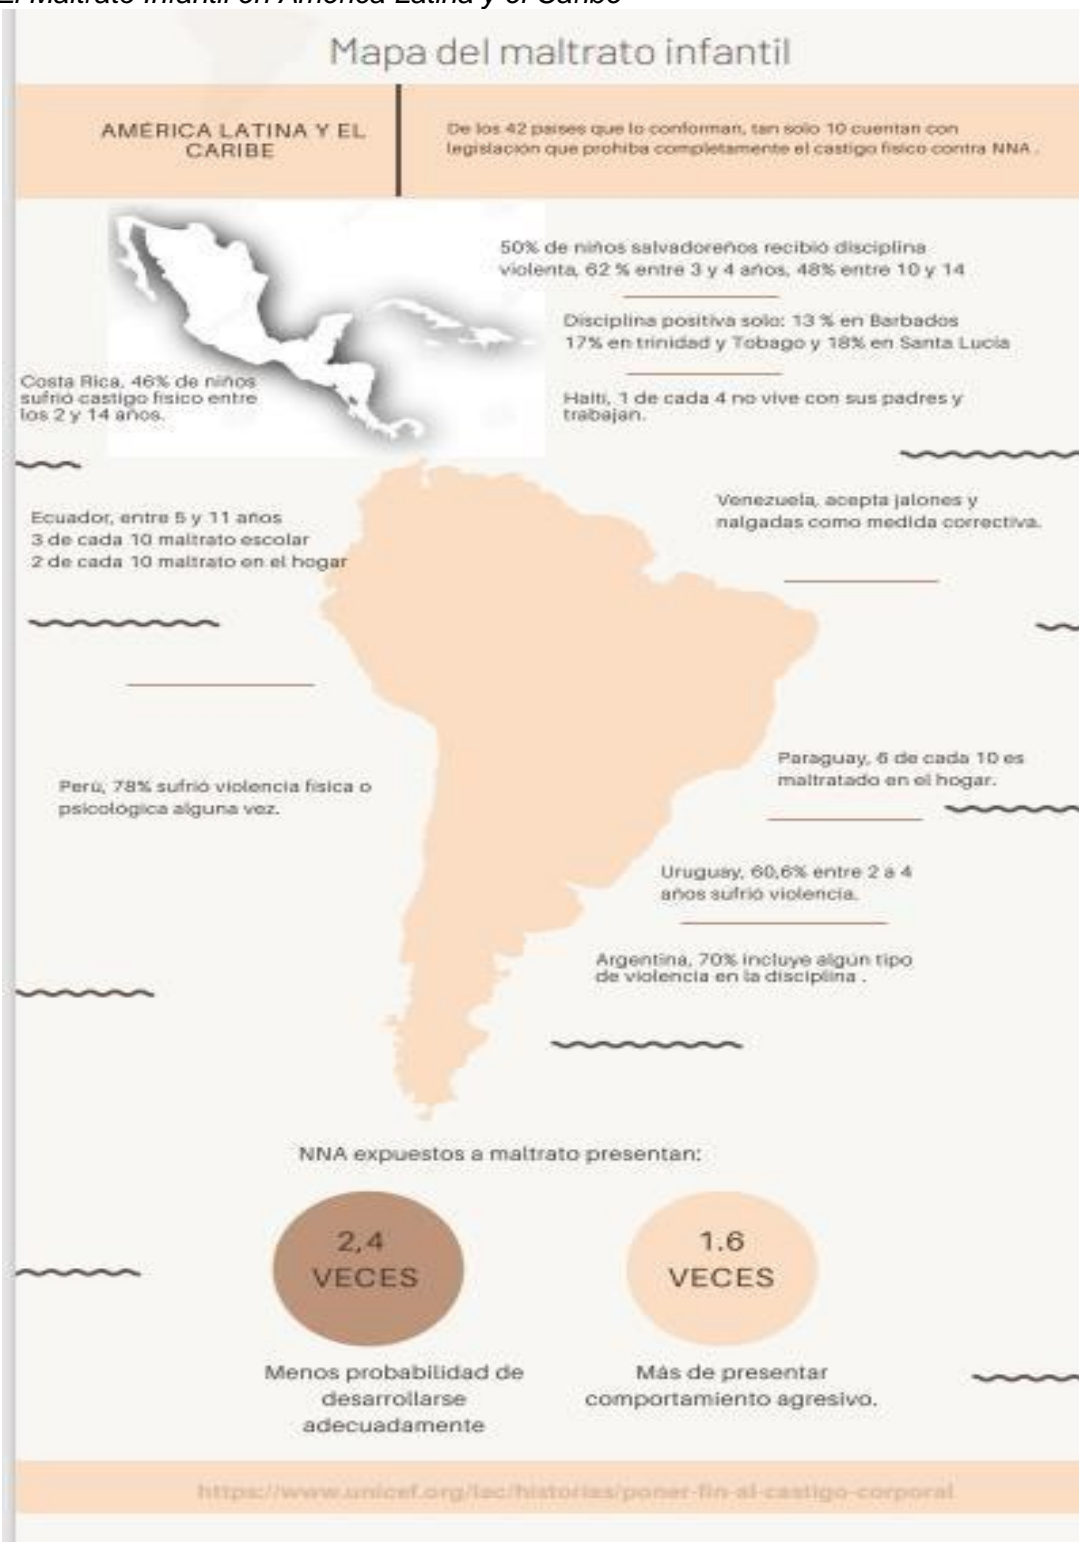 El Maltrato Infantil en América Latina y el Caribe
Mapa del maltrato infantil
AMÉRICA LATINA Y EL
CARIBE
De los 42 países que lo conforman, tan solo 10 cuentan con
legislación que prohiba completamente el castigo físico contra NNA .
50% de niños salvadoreños recibió disciplina
violenta, 62 % entre 3 y 4 años, 48% entre 10 y 14
Disciplina positiva solo: 13 % en Barbados
17% en trinidad y Tobago y 18% en Santa Lucía
Costa Rica, 46% de niños
sufrió castigo físico entre
los 2 y 14 años.
Haití, 1 de cada 4 no vive con sus padres y
trabajan.
Ecuador, entre 5 y 11 años
3 de cada 10 maltrato escolar
2 de cada 10 maltrato en el hogar
Venezuela, acepta jalones y
nalgadas como medida correctiva.
Perú, 78% sufrió violencia física o
psicológica alguna vez.
Paraguay, 6 de cada 10 es
maltratado en el hogar.
Uruguay, 60,6% entre 2 a 4
años sufrió violencia.
Argentina, 70% incluye algún tipo
de violencia en la disciplina .
NNA expuestos a maltrato presentan:
2,4
VECES
Menos probabilidad de
desarrollarse
adecuadamente
1.6
VECES
Más de presentar
comportamiento agresivo.
https://www.unicef.org/lac/historias/poner-fin-al-castigo-corporal